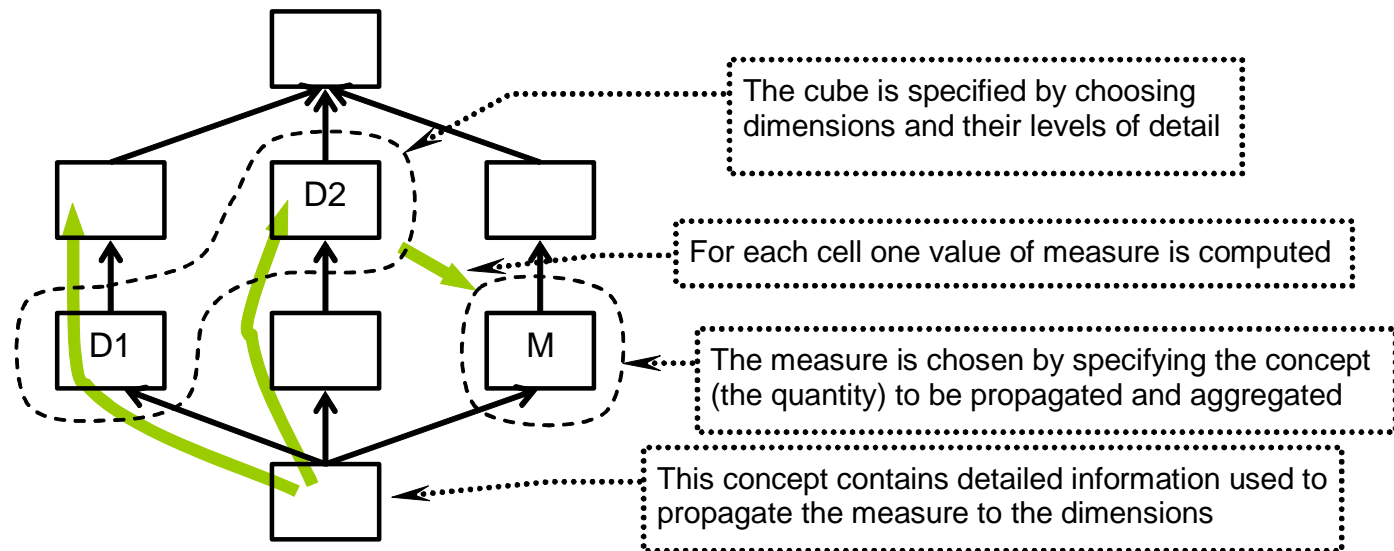 The cube is specified by choosing
dimensions and their levels of detail
D2
For each cell one value of measure is computed
D1
M
The measure is chosen by specifying the concept
(the quantity) to be propagated and aggregated
This concept contains detailed information used to
propagate the measure to the dimensions